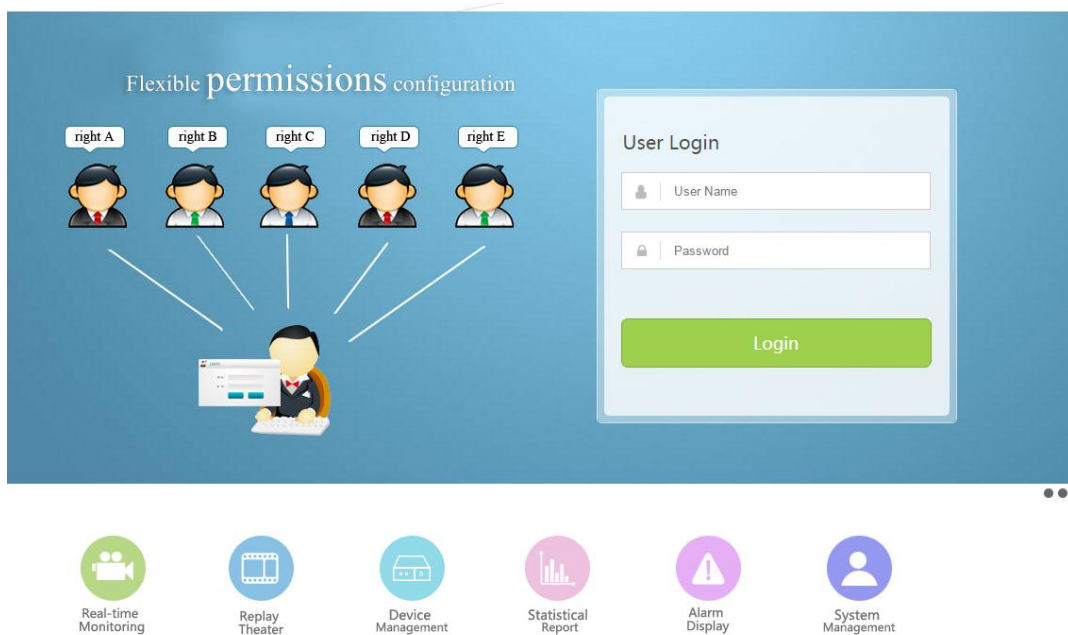 Flexible permissions configuration
right A
right B
right C
right D
right E
User Login
User Name
Password
Login
Real-time
Monitoring
Replay
Theater
Device
Management
Statistical
Report
Alarm
Display
System
Management